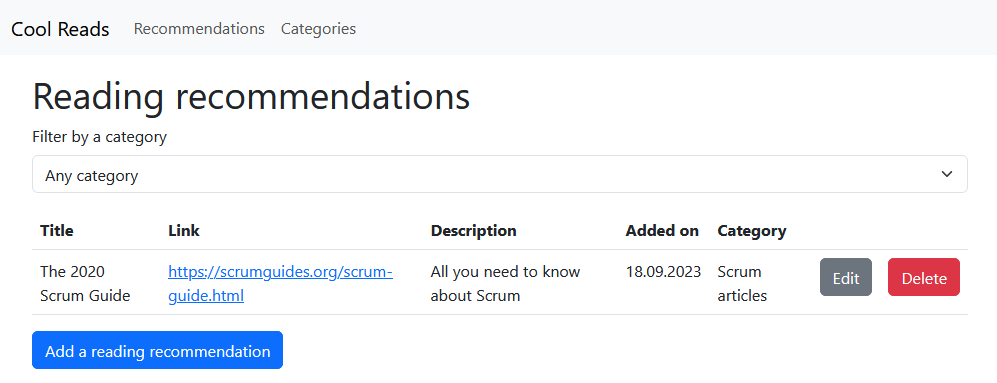 Cool Reads Recommendations Categories
Reading recommendations
Filter by a category
Any category
Title Link Description Added on Category
The 2020 https://scrumguides.org/scrum- All you need to know 18.09.2023 Scrum Edit Delete
Scrum Guide guide.html about Scrum articles
Add a reading recommendation